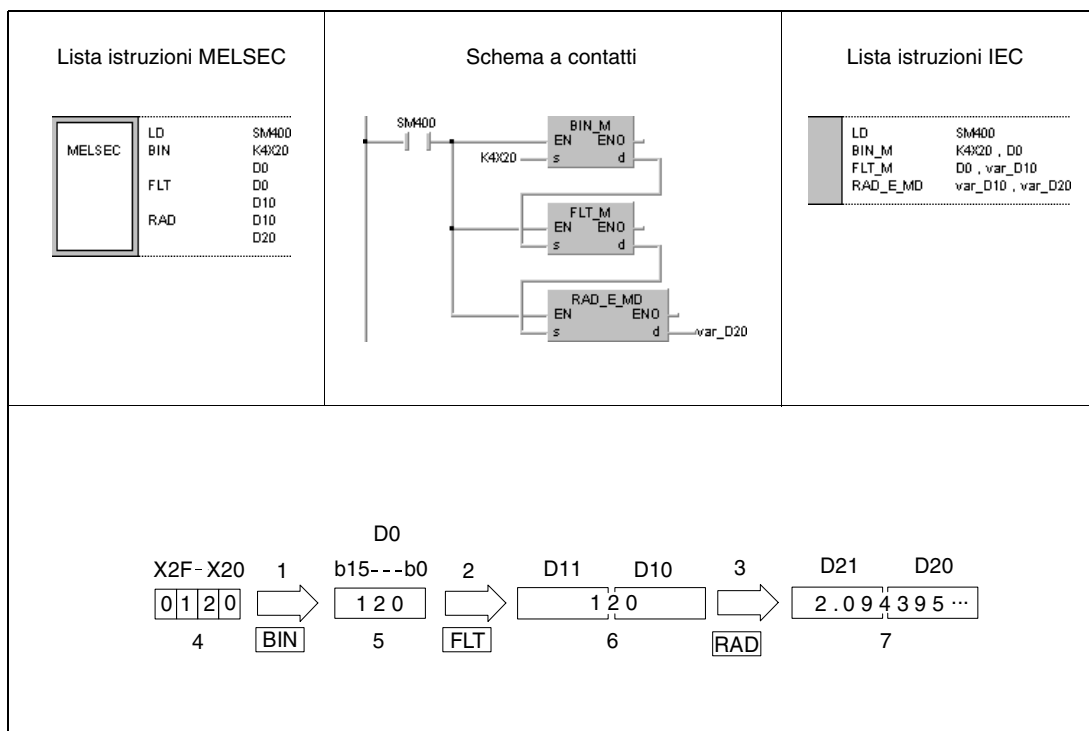 Lista istruzioni MELSEC
Schema a contatti
Lista istruzioni IEC
MELSEC
LD SM400
BIN K4X20
D0
FLT D0
D10
RAD D10
D20
SM400
BIN_M
EN ENO
K4X20 s d
FLT_M
EN ENO
s d
RAD_E_MD
EN ENO
s d var_D20
LD SM400
BIN_M K4X20 , D0
FLT_M D0 , var_D10
RAD_E_MD var_D10 , var_D20
D0
X2F-X20 1 b15---b0 2 D11 D10 3 D21 D20
0 1 2 0 1 2 0 1 2 0 2 . 0 9 4 3 9 5 ···
4 BIN 5 FLT 6 RAD 7